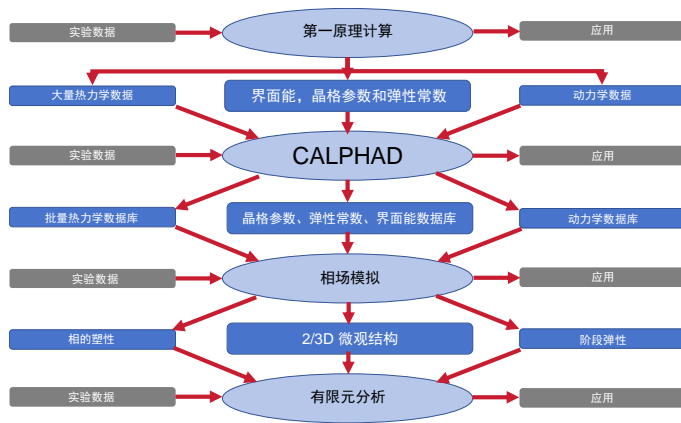 实验数据
第一原理计算
应用
大量热力学数据
界面能，晶格参数和弹性常数
动力学数据
实验数据
CALPHAD
应用
批量热力学数据库
晶格参数、弹性常数、界面能数据库
动力学数据库
实验数据
相场模拟
应用
相的塑性
2/3D 微观结构
阶段弹性
实验数据
有限元分析
应用